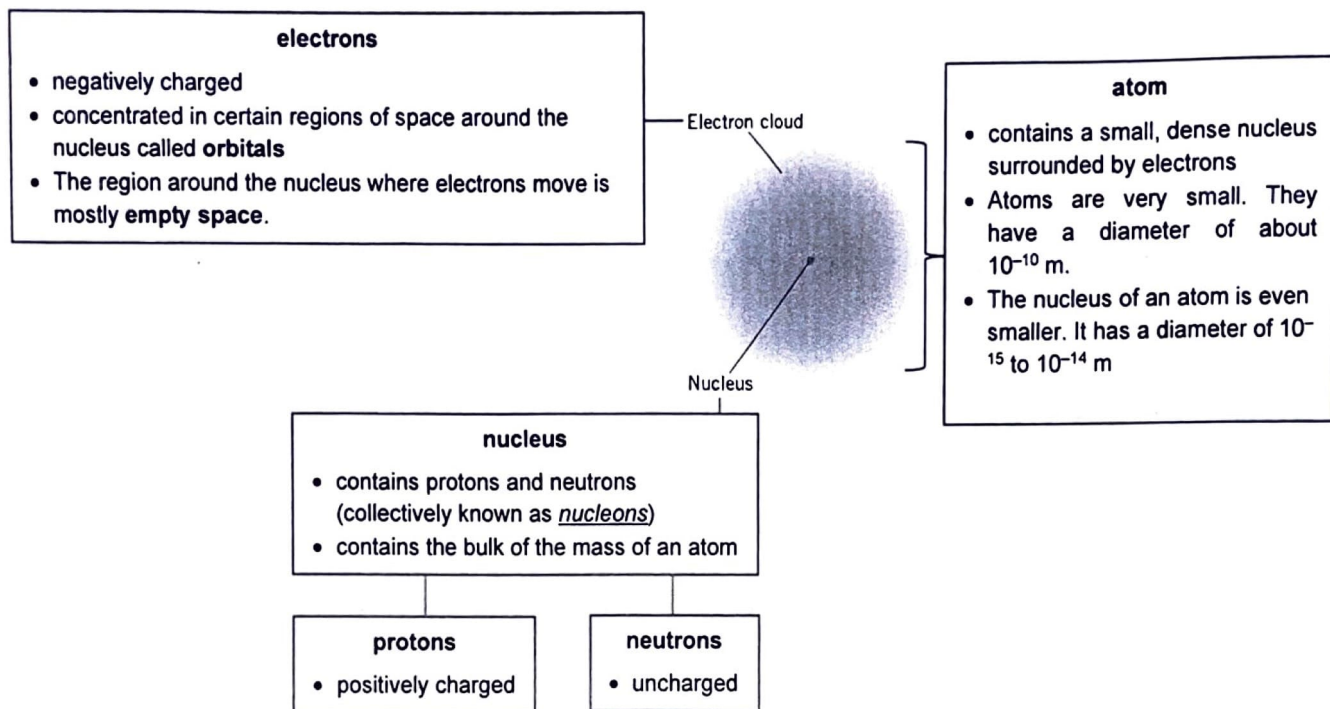 electrons
• negatively charged
• concentrated in certain regions of space around the
nucleus called orbitals
• The region around the nucleus where electrons move is
mostly empty space.
Electron cloud
atom
• contains a small, dense nucleus
surrounded by electrons
• Atoms are very small. They
have a diameter of about
10⁻¹⁰ m.
• The nucleus of an atom is even
smaller. It has a diameter of 10⁻
¹⁵ to 10⁻¹⁴ m
Nucleus
nucleus
• contains protons and neutrons
(collectively known as nucleons)
• contains the bulk of the mass of an atom
protons
• positively charged
neutrons
• uncharged